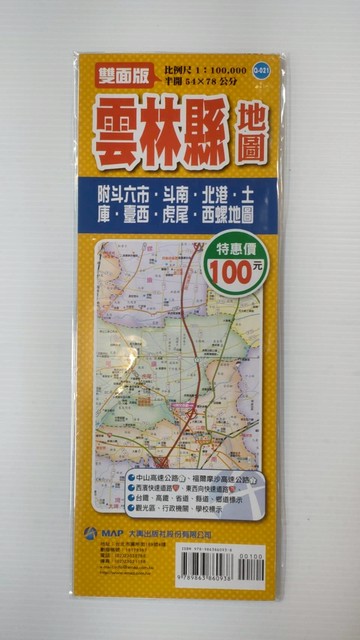 雙面版
比例尺 1：100,000
半開 54×78 公分
Q-021
雲林縣
地圖
附斗六市·斗南·北港·土
庫·臺西·虎尾·西螺地圖
特惠價
100元
●中山高速公路、福爾摩沙高速公路
●西濱快速道路、東西向快速道路
●台鐵、高鐵、省道、縣道、鄉道標示
●觀光區、行政機關、學校標示
MAP 大輿出版社股份有限公司
00100
9789863860938